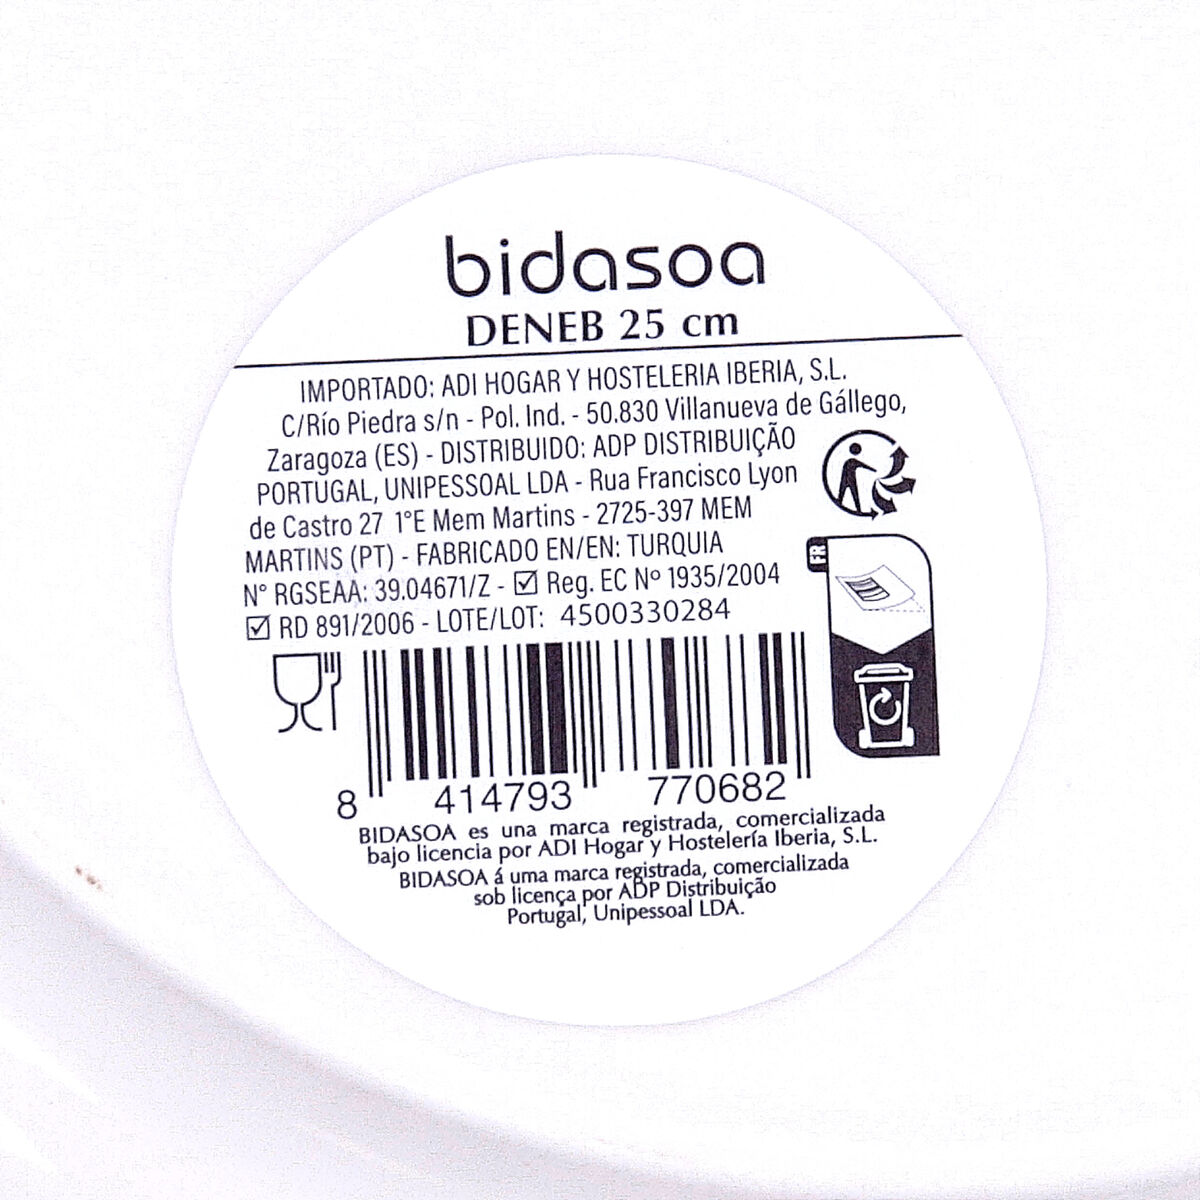 bidasoa
DENEB 25 cm
IMPORTADO: ADI HOGAR Y HOSTELERIA IBERIA, S.L.
C/Río Piedra s/n - Pol. Ind. - 50.830 Villanueva de Gállego,
Zaragoza (ES) - DISTRIBUIDO: ADP DISTRIBUIÇÃO
PORTUGAL, UNIPESSOAL LDA - Rua Francisco Lyon
de Castro 27 1°E Mem Martins - 2725-397 MEM
MARTINS (PT) - FABRICADO EN/EN: TURQUIA
N° RGSEAA: 39.04671/Z - ☑ Reg. EC Nº 1935/2004
☑ RD 891/2006 - LOTE/LOT: 4500330284
FR
8 414793 770682
BIDASOA es una marca registrada, comercializada
bajo licencia por ADI Hogar y Hostelería Iberia, S.L.
BIDASOA á uma marca registrada, comercializada
sob licença por ADP Distribuição
Portugal, Unipessoal LDA.